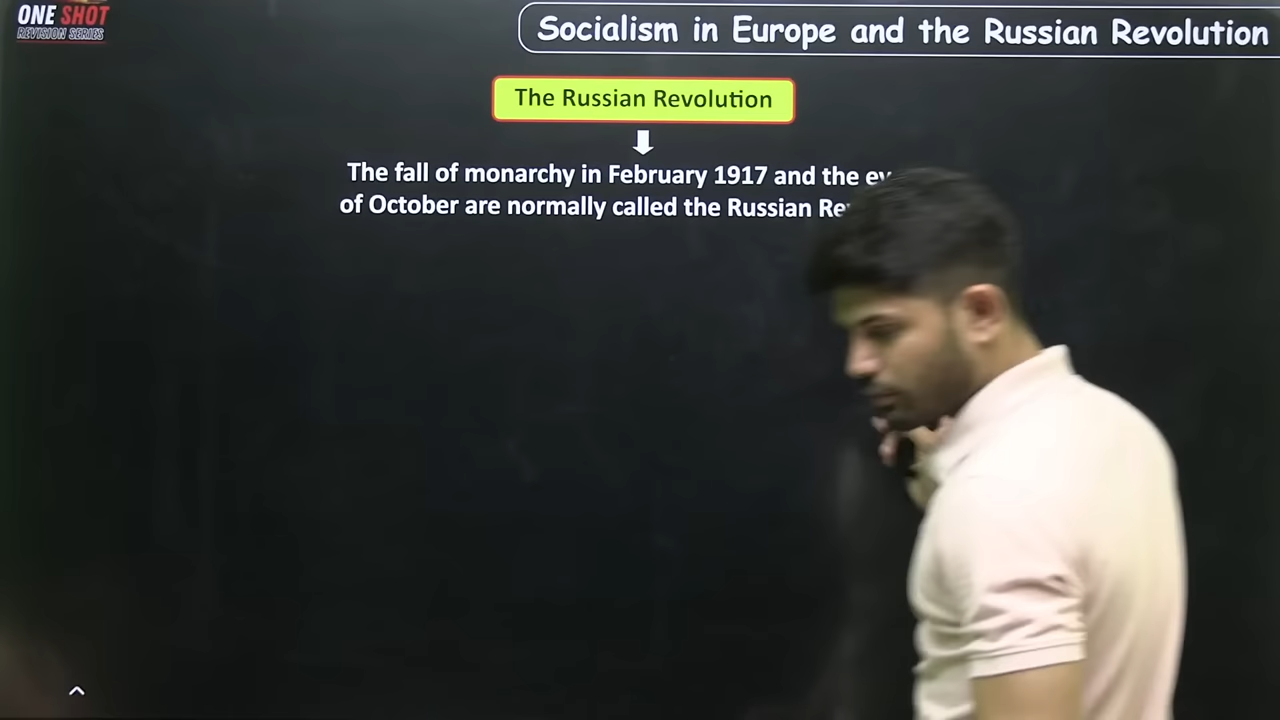 ONE SHOT
REVISION SERIES
Socialism in Europe and the Russian Revolution
The Russian Revolution
The fall of monarchy in February 1917 and the
of October are normally called the Russian